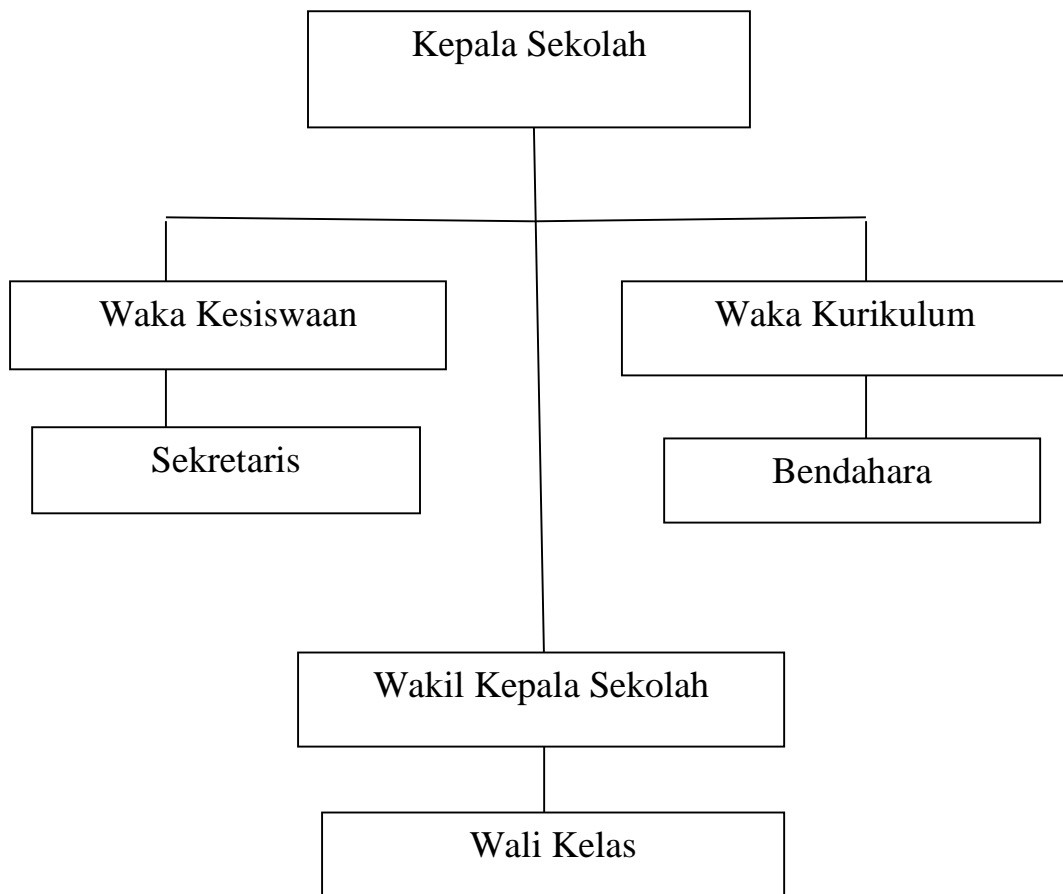 Kepala Sekolah
Waka Kesiswaan
Waka Kurikulum
Sekretaris
Bendahara
Wakil Kepala Sekolah
Wali Kelas